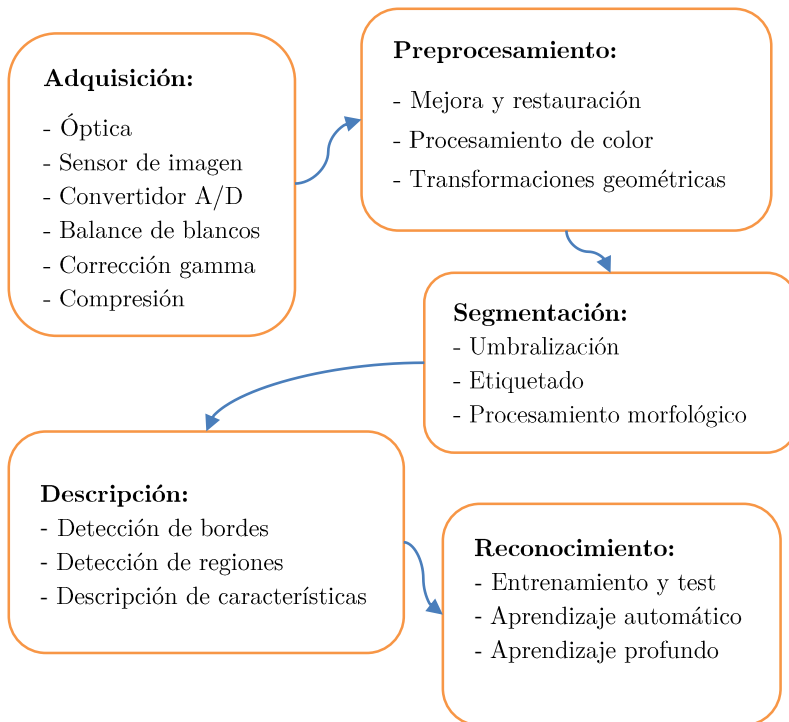 Adquisición:
- Óptica
- Sensor de imagen
- Convertidor A/D
- Balance de blancos
- Corrección gamma
- Compresión
Preprocesamiento:
- Mejora y restauración
- Procesamiento de color
- Transformaciones geométricas
Segmentación:
- Umbralización
- Etiquetado
- Procesamiento morfológico
Descripción:
- Detección de bordes
- Detección de regiones
- Descripción de características
Reconocimiento:
- Entrenamiento y test
- Aprendizaje automático
- Aprendizaje profundo